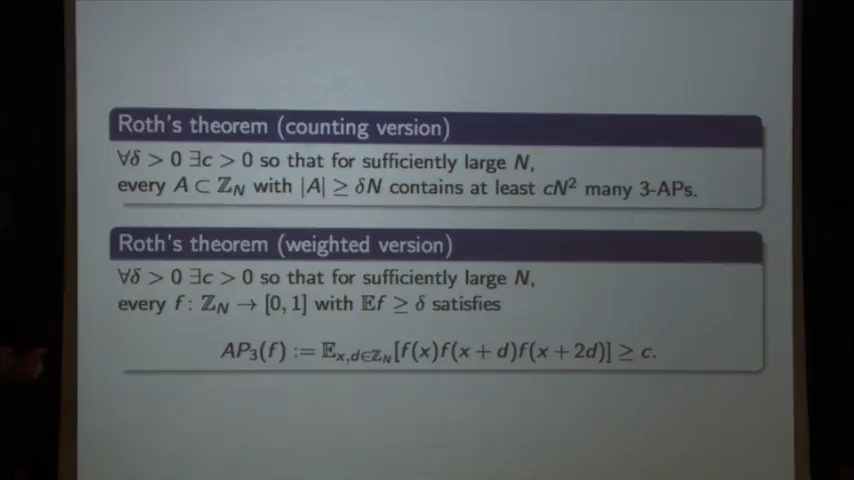 Roth's theorem (counting version)
∀δ > 0 ∃c > 0 so that for sufficiently large N,
every A ⊂ ℤ_N with |A| ≥ δN contains at least cN² many 3-APs.
Roth's theorem (weighted version)
∀δ > 0 ∃c > 0 so that for sufficiently large N,
every f: ℤ_N → [0, 1] with 𝔼f ≥ δ satisfies
AP₃(f) := 𝔼_{x,d∈ℤ_N}[f(x)f(x + d)f(x + 2d)] ≥ c.